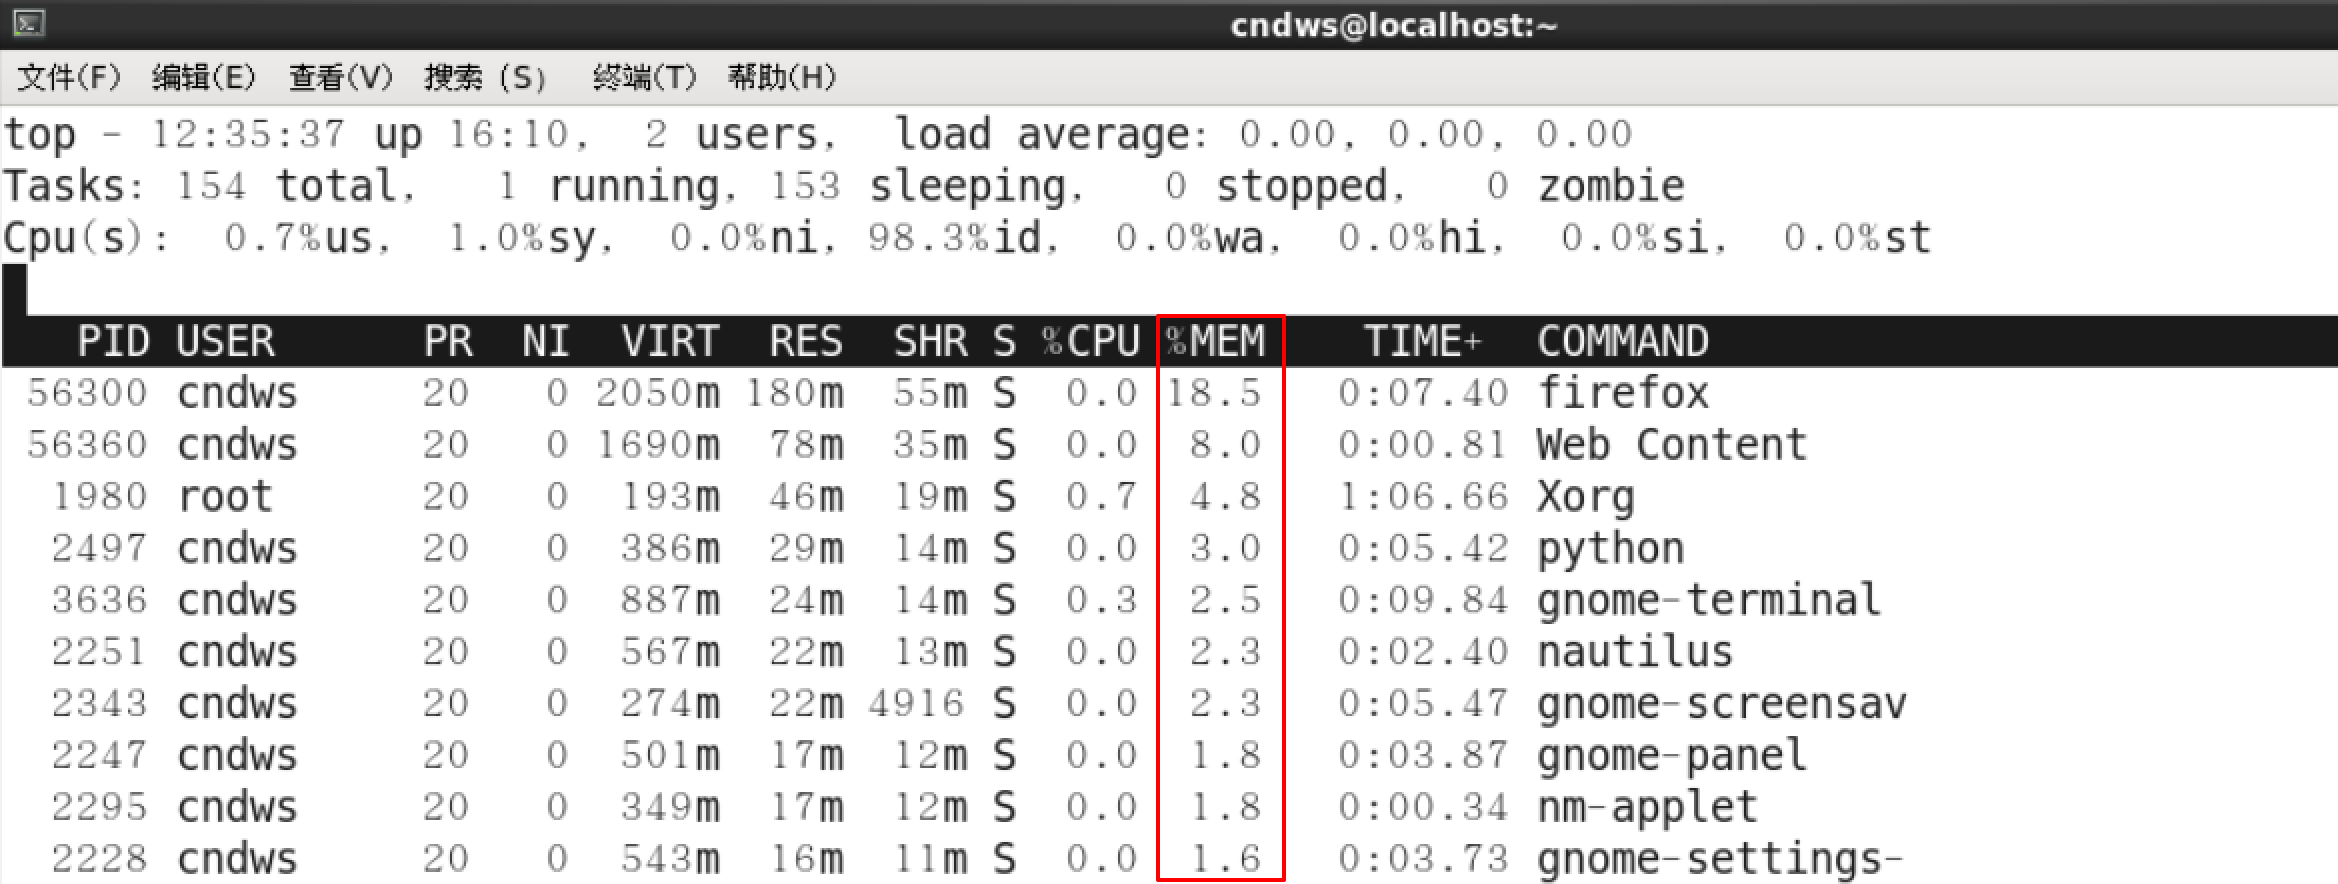 cndws@localhost:~
文件(F) 编辑(E) 查看(V) 搜索 (S) 终端(T) 帮助(H)
top - 12:35:37 up 16:10, 2 users, load average: 0.00, 0.00, 0.00
Tasks: 154 total, 1 running, 153 sleeping, 0 stopped, 0 zombie
Cpu(s): 0.7%us, 1.0%sy, 0.0%ni, 98.3%id, 0.0%wa, 0.0%hi, 0.0%si, 0.0%st
PID USER PR NI VIRT RES SHR S %CPU %MEM TIME+ COMMAND
56300 cndws 20 0 2050m 180m 55m S 0.0 18.5 0:07.40 firefox
56360 cndws 20 0 1690m 78m 35m S 0.0 8.0 0:00.81 Web Content
1980 root 20 0 193m 46m 19m S 0.7 4.8 1:06.66 Xorg
2497 cndws 20 0 386m 29m 14m S 0.0 3.0 0:05.42 python
3636 cndws 20 0 887m 24m 14m S 0.3 2.5 0:09.84 gnome-terminal
2251 cndws 20 0 567m 22m 13m S 0.0 2.3 0:02.40 nautilus
2343 cndws 20 0 274m 22m 4916 S 0.0 2.3 0:05.47 gnome-screensav
2247 cndws 20 0 501m 17m 12m S 0.0 1.8 0:03.87 gnome-panel
2295 cndws 20 0 349m 17m 12m S 0.0 1.8 0:00.34 nm-applet
2228 cndws 20 0 543m 16m 11m S 0.0 1.6 0:03.73 gnome-settings-